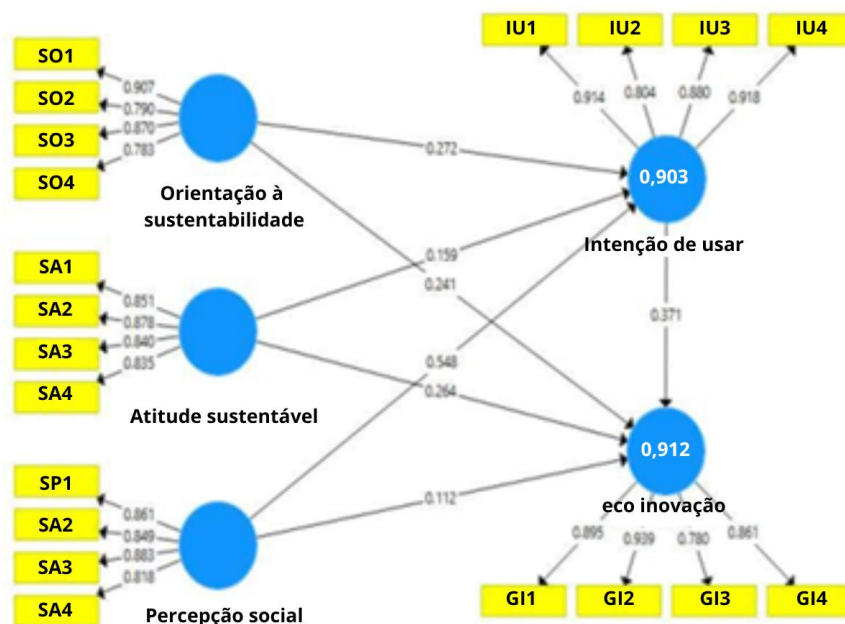 IU1 IU2 IU3 IU4
SO1
SO2
SO3
SO4
0.907
0.790
0.870
0.783
0.914
0.804
0.880
0.918
0.272
0,903
Orientação à
sustentabilidade
Intenção de usar
SA1
SA2
SA3
SA4
0.851
0.878
0.840
0.835
0.159
0.241
0.371
0.548
0.264
Atitude sustentável
0,912
SP1
SA2
SA3
SA4
0.861
0.849
0.883
0.818
0.112
eco inovação
0.895
0.939
0.780
0.861
Percepção social
GI1 GI2 GI3 GI4